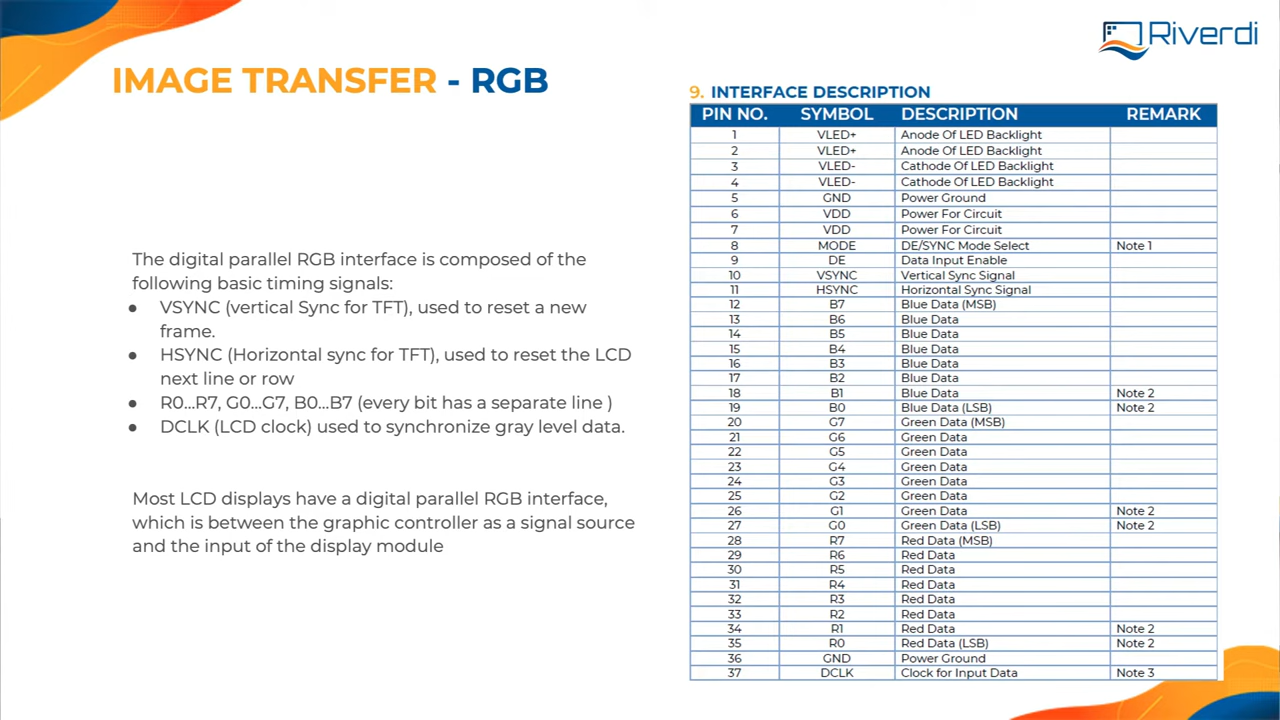 Riverdi
IMAGE TRANSFER - RGB
The digital parallel RGB interface is composed of the
following basic timing signals:
● VSYNC (vertical Sync for TFT), used to reset a new
frame.
● HSYNC (Horizontal sync for TFT), used to reset the LCD
next line or row
● R0...R7, G0...G7, B0...B7 (every bit has a separate line )
● DCLK (LCD clock) used to synchronize gray level data.
Most LCD displays have a digital parallel RGB interface,
which is between the graphic controller as a signal source
and the input of the display module
9. INTERFACE DESCRIPTION
PIN NO. SYMBOL DESCRIPTION REMARK
1 VLED+ Anode Of LED Backlight
2 VLED+ Anode Of LED Backlight
3 VLED- Cathode Of LED Backlight
4 VLED- Cathode Of LED Backlight
5 GND Power Ground
6 VDD Power For Circuit
7 VDD Power For Circuit
8 MODE DE/SYNC Mode Select Note 1
9 DE Data Input Enable
10 VSYNC Vertical Sync Signal
11 HSYNC Horizontal Sync Signal
12 B7 Blue Data (MSB)
13 B6 Blue Data
14 B5 Blue Data
15 B4 Blue Data
16 B3 Blue Data
17 B2 Blue Data
18 B1 Blue Data Note 2
19 B0 Blue Data (LSB) Note 2
20 G7 Green Data (MSB)
21 G6 Green Data
22 G5 Green Data
23 G4 Green Data
24 G3 Green Data
25 G2 Green Data
26 G1 Green Data Note 2
27 G0 Green Data (LSB) Note 2
28 R7 Red Data (MSB)
29 R6 Red Data
30 R5 Red Data
31 R4 Red Data
32 R3 Red Data
33 R2 Red Data
34 R1 Red Data Note 2
35 R0 Red Data (LSB) Note 2
36 GND Power Ground
37 DCLK Clock for Input Data Note 3